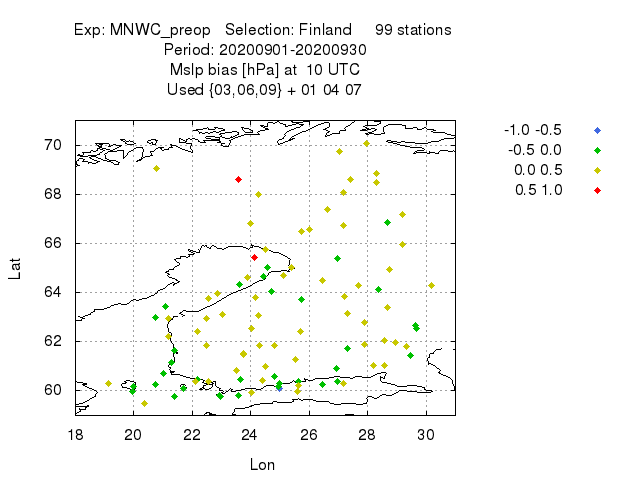 Exp: MNWC_preop   Selection: Finland     99 stations
Period: 20200901-20200930
Mslp bias [hPa] at  10 UTC
Used {03,06,09} + 01 04 07
-1.0 -0.5
-0.5 0.0
0.0 0.5
0.5 1.0
70
68
66
64
62
60
Lat
18 20 22 24 26 28 30
Lon